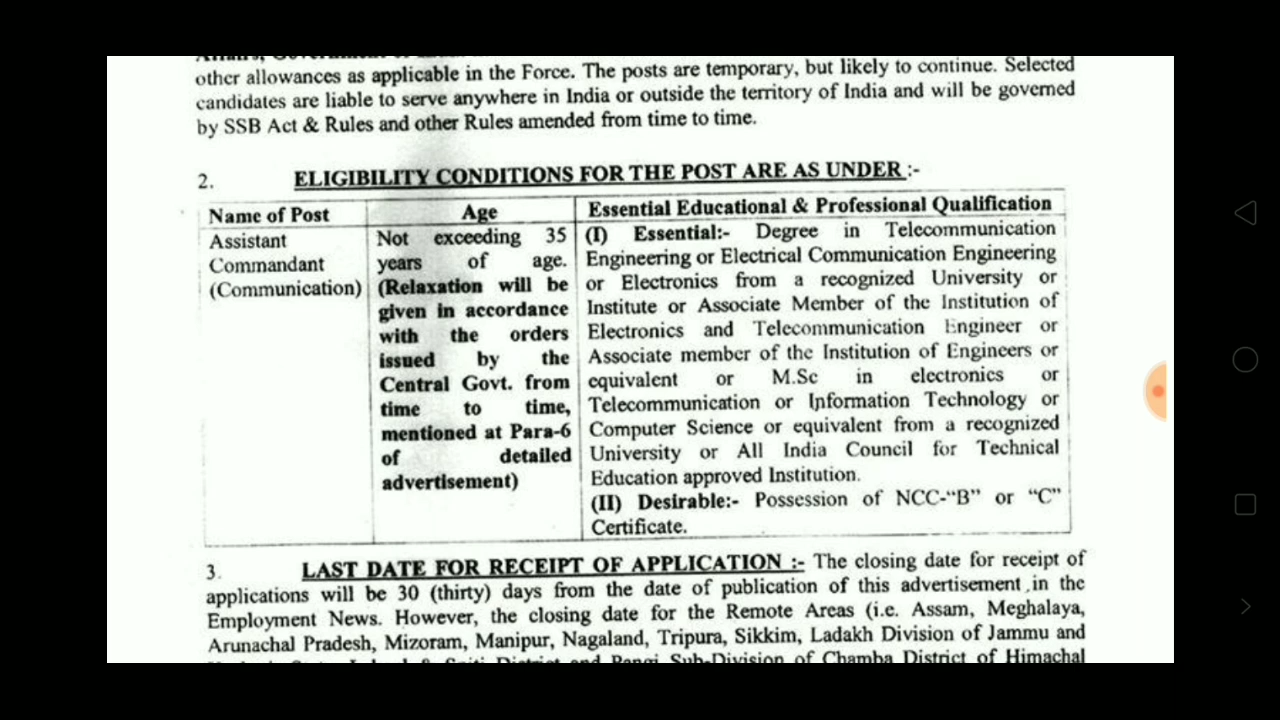 other allowances as applicable in the Force. The posts are temporary, but likely to continue. Selected
candidates are liable to serve anywhere in India or outside the territory of India and will be governed
by SSB Act & Rules and other Rules amended from time to time.
2. ELIGIBILITY CONDITIONS FOR THE POST ARE AS UNDER :-
Name of Post
Assistant
Commandant
(Communication)
Age
Not exceeding 35
years of age.
(Relaxation will be
given in accordance
with the orders
issued by the
Central Govt. from
time to time,
mentioned at Para-6
of detailed
advertisement)
Essential Educational & Professional Qualification
(I) Essential:- Degree in Telecommunication
Engineering or Electrical Communication Engineering
or Electronics from a recognized University or
Institute or Associate Member of the Institution of
Electronics and Telecommunication Engineer or
Associate member of the Institution of Engineers or
equivalent or M.Sc in electronics or
Telecommunication or Information Technology or
Computer Science or equivalent from a recognized
University or All India Council for Technical
Education approved Institution.
(II) Desirable:- Possession of NCC-“B” or “C”
Certificate.
3. LAST DATE FOR RECEIPT OF APPLICATION :- The closing date for receipt of
applications will be 30 (thirty) days from the date of publication of this advertisement in the
Employment News. However, the closing date for the Remote Areas (i.e. Assam, Meghalaya,
Arunachal Pradesh, Mizoram, Manipur, Nagaland, Tripura, Sikkim, Ladakh Division of Jammu and
District and Pangi Sub-Division of Chamba District of Himachal